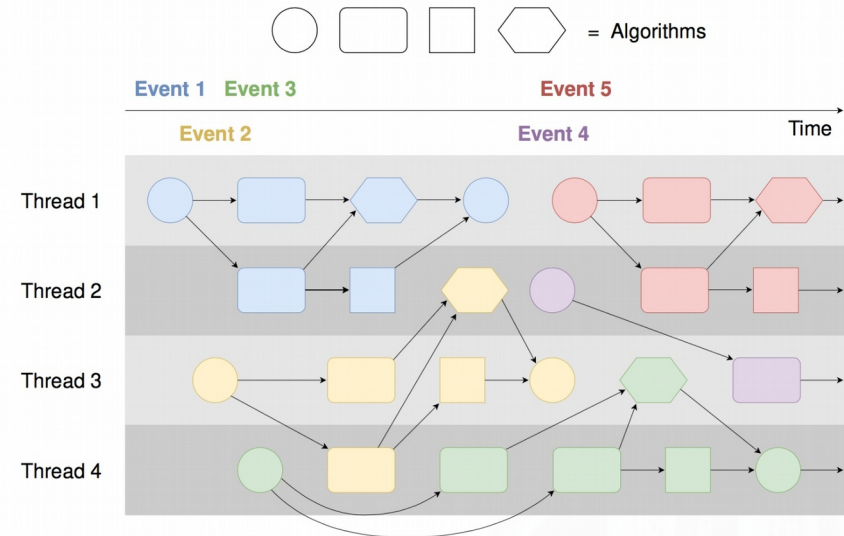 = Algorithms
Event 1 Event 3 Event 5
Time
Event 2 Event 4
Thread 1
Thread 2
Thread 3
Thread 4